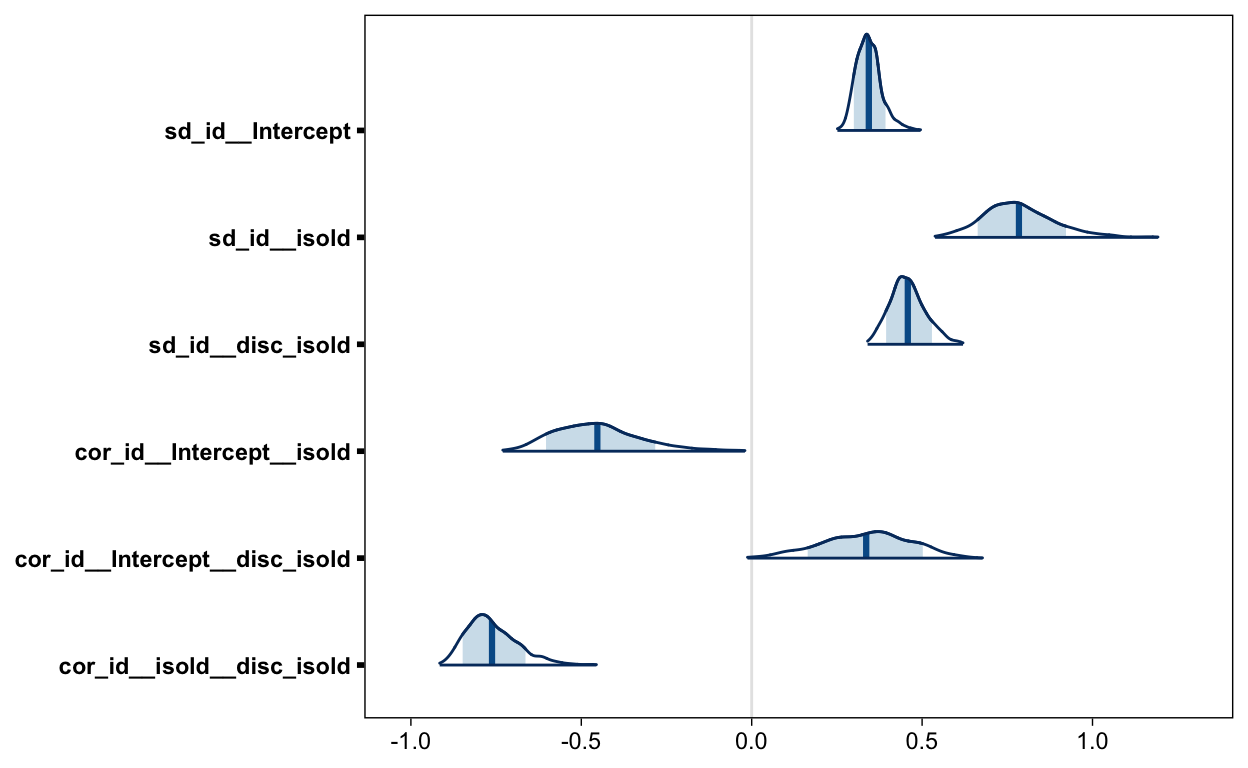 sd_id__Intercept
sd_id__isold
sd_id__disc_isold
cor_id__Intercept__isold
cor_id__Intercept__disc_isold
cor_id__isold__disc_isold
-1.0 -0.5 0.0 0.5 1.0